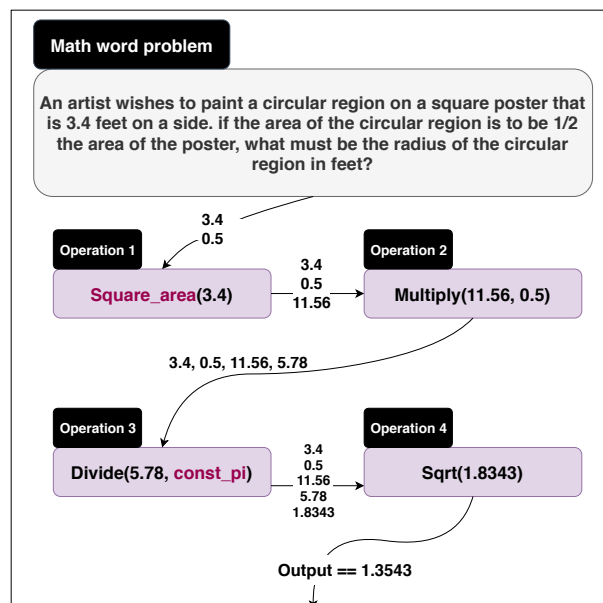 Math word problem
An artist wishes to paint a circular region on a square poster that
is 3.4 feet on a side. if the area of the circular region is to be 1/2
the area of the poster, what must be the radius of the circular
region in feet?
3.4
0.5
Operation 1
Square_area(3.4)
3.4
0.5
11.56
Operation 2
Multiply(11.56, 0.5)
3.4, 0.5, 11.56, 5.78
Operation 3
Divide(5.78, const_pi)
3.4
0.5
11.56
5.78
1.8343
Operation 4
Sqrt(1.8343)
Output == 1.3543